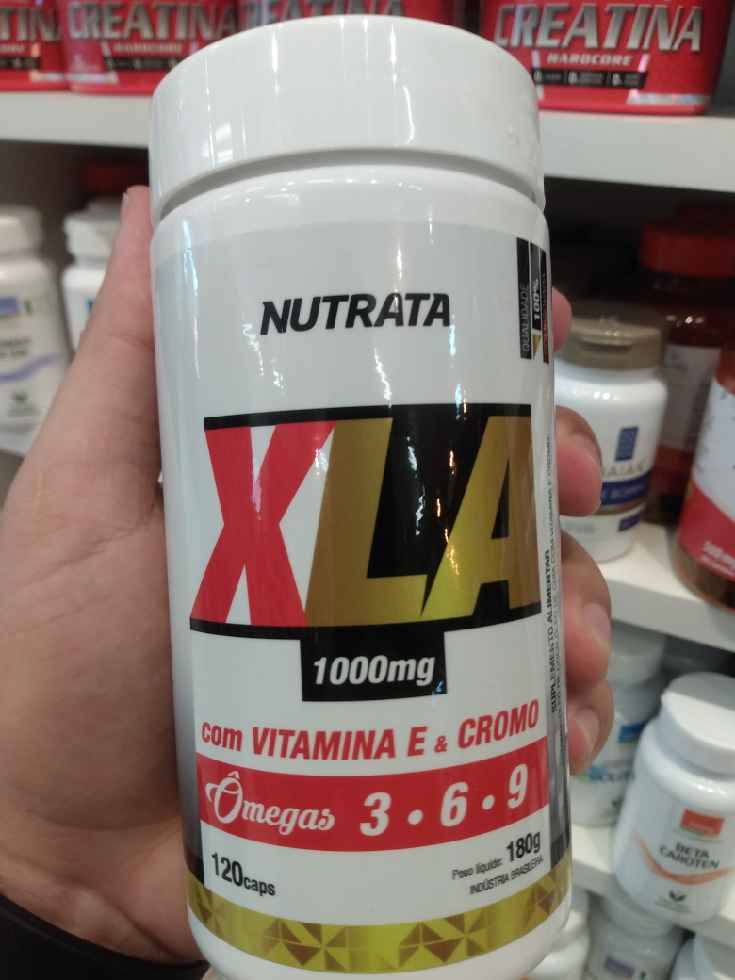 CREATINA
HARDCORE
NUTRATA
QUALIDADE
100%
XLA
1000mg
com VITAMINA E & CROMO
Ômegas 3 • 6 • 9
120caps
Peso líquido: 180g
INDÚSTRIA BRASILEIRA
SUPLEMENTO ALIMENTAR
BETA
CAROTEN